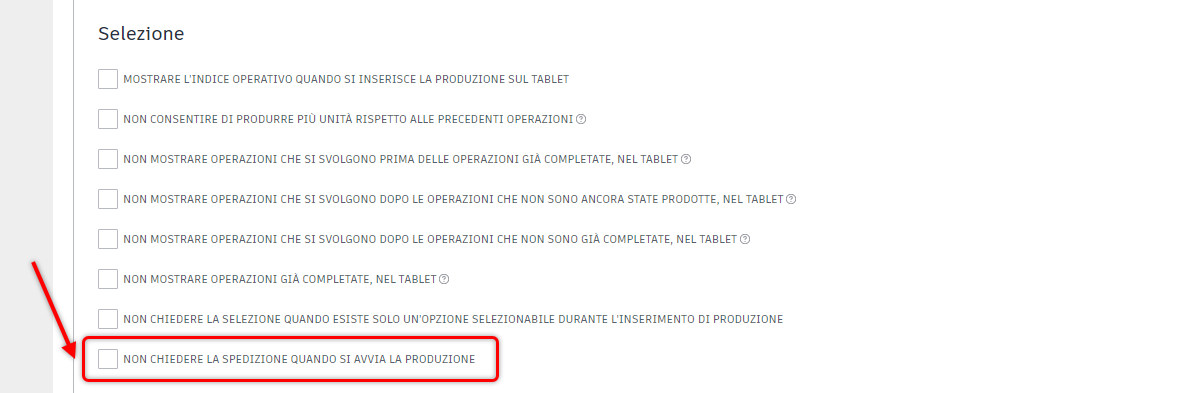 Selezione
MOSTRARE L'INDICE OPERATIVO QUANDO SI INSERISCE LA PRODUZIONE SUL TABLET
NON CONSENTIRE DI PRODURRE PIÙ UNITÀ RISPETTO ALLE PRECEDENTI OPERAZIONI ?
NON MOSTRARE OPERAZIONI CHE SI SVOLGONO PRIMA DELLE OPERAZIONI GIÀ COMPLETATE, NEL TABLET ?
NON MOSTRARE OPERAZIONI CHE SI SVOLGONO DOPO LE OPERAZIONI CHE NON SONO ANCORA STATE PRODOTTE, NEL TABLET ?
NON MOSTRARE OPERAZIONI CHE SI SVOLGONO DOPO LE OPERAZIONI CHE NON SONO GIÀ COMPLETATE, NEL TABLET ?
NON MOSTRARE OPERAZIONI GIÀ COMPLETATE, NEL TABLET ?
NON CHIEDERE LA SELEZIONE QUANDO ESISTE SOLO UN'OPZIONE SELEZIONABILE DURANTE L'INSERIMENTO DI PRODUZIONE
NON CHIEDERE LA SPEDIZIONE QUANDO SI AVVIA LA PRODUZIONE